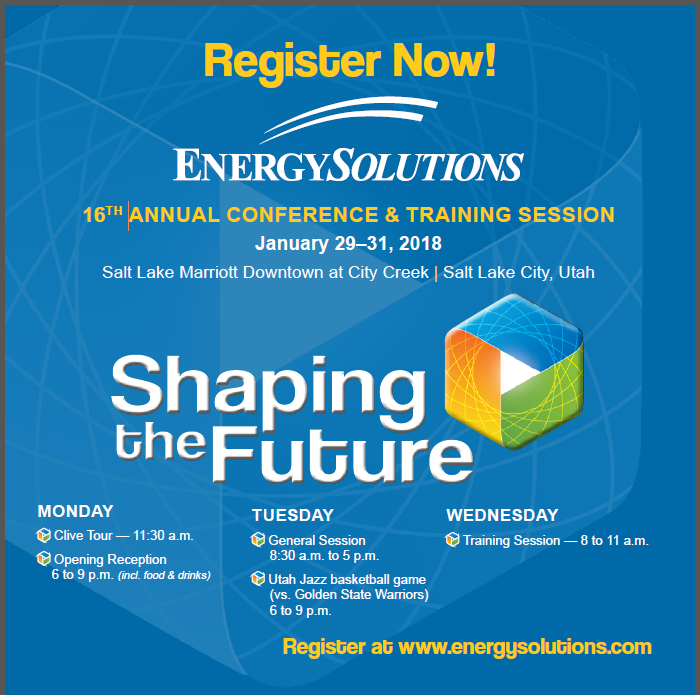 Register Now!
ENERGYSOLUTIONS
16TH ANNUAL CONFERENCE & TRAINING SESSION
January 29–31, 2018
Salt Lake Marriott Downtown at City Creek | Salt Lake City, Utah
Shaping
the Future
MONDAY
Clive Tour — 11:30 a.m.
Opening Reception
6 to 9 p.m. (incl. food & drinks)
TUESDAY
General Session
8:30 a.m. to 5 p.m.
Utah Jazz basketball game
(vs. Golden State Warriors)
6 to 9 p.m.
WEDNESDAY
Training Session — 8 to 11 a.m.
Register at www.energysolutions.com